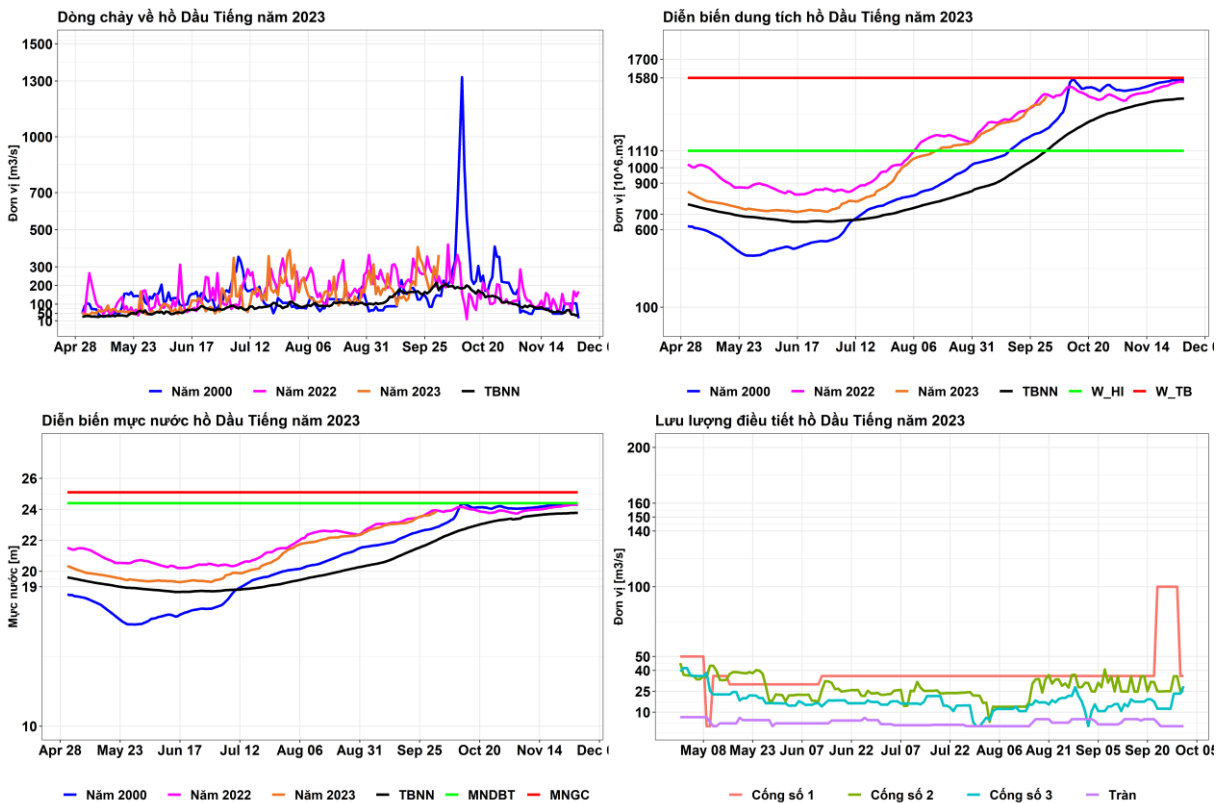 Dòng chảy về hồ Dầu Tiếng năm 2023
Đơn vị [m3/s]
1500
1300
1000
700
500
300
200
100
50
10
Apr 28 May 23 Jun 17 Jul 12 Aug 06 Aug 31 Sep 25 Oct 20 Nov 14 Dec
Năm 2000 Năm 2022 Năm 2023 TBNN
Diễn biến dung tích hồ Dầu Tiếng năm 2023
Đơn vị [10^6.m3]
1700
1580
1110
1000
900
700
600
100
Apr 28 May 23 Jun 17 Jul 12 Aug 06 Aug 31 Sep 25 Oct 20 Nov 14 Dec
Năm 2000 Năm 2022 Năm 2023 TBNN W_HI W_TB
Diễn biến mực nước hồ Dầu Tiếng năm 2023
Mực nước [m]
26
24
22
20
19
10
Apr 28 May 23 Jun 17 Jul 12 Aug 06 Aug 31 Sep 25 Oct 20 Nov 14 Dec
Năm 2000 Năm 2022 Năm 2023 TBNN MNDBT MNGC
Lưu lượng điều tiết hồ Dầu Tiếng năm 2023
Đơn vị [m3/s]
200
160
150
140
100
50
40
25
10
May 08 May 23 Jun 07 Jun 22 Jul 07 Jul 22 Aug 06 Aug 21 Sep 05 Sep 20 Oct 05
Cống số 1 Cống số 2 Cống số 3 Tràn